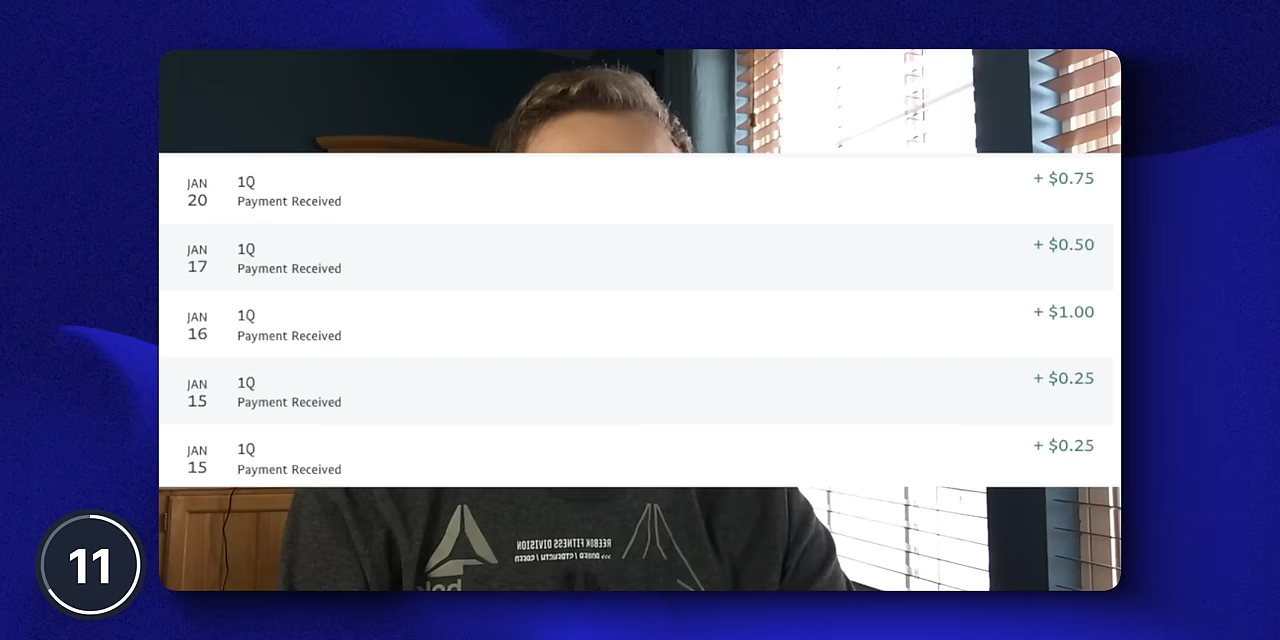 JAN
20
1Q
Payment Received
+ $0.75
JAN
17
1Q
Payment Received
+ $0.50
JAN
16
1Q
Payment Received
+ $1.00
JAN
15
1Q
Payment Received
+ $0.25
JAN
15
1Q
Payment Received
+ $0.25
REEBOK FITNESS DIVISION
11